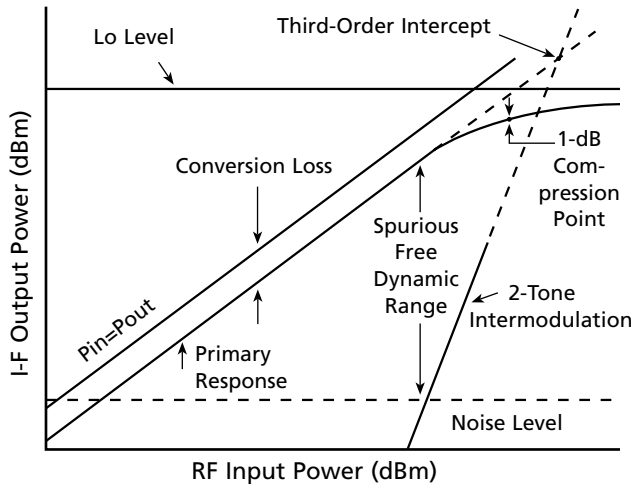 Third-Order Intercept
Lo Level
1-dB
Com-
pression
Point
Conversion Loss
Spurious
Free
Dynamic
Range
2-Tone
Intermodulation
Pin=Pout
Primary
Response
Noise Level
I-F Output Power (dBm)
RF Input Power (dBm)